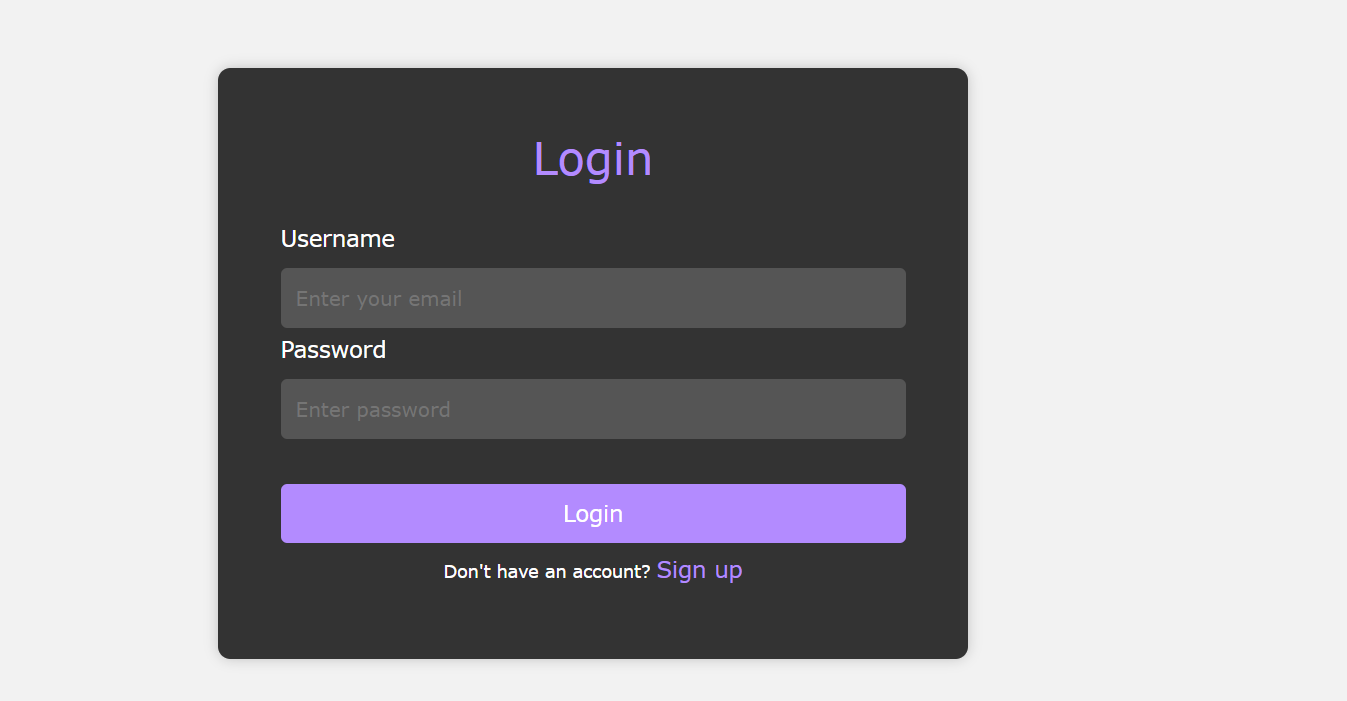 Login
Username
Enter your email
Password
Enter password
Login
Don't have an account? Sign up